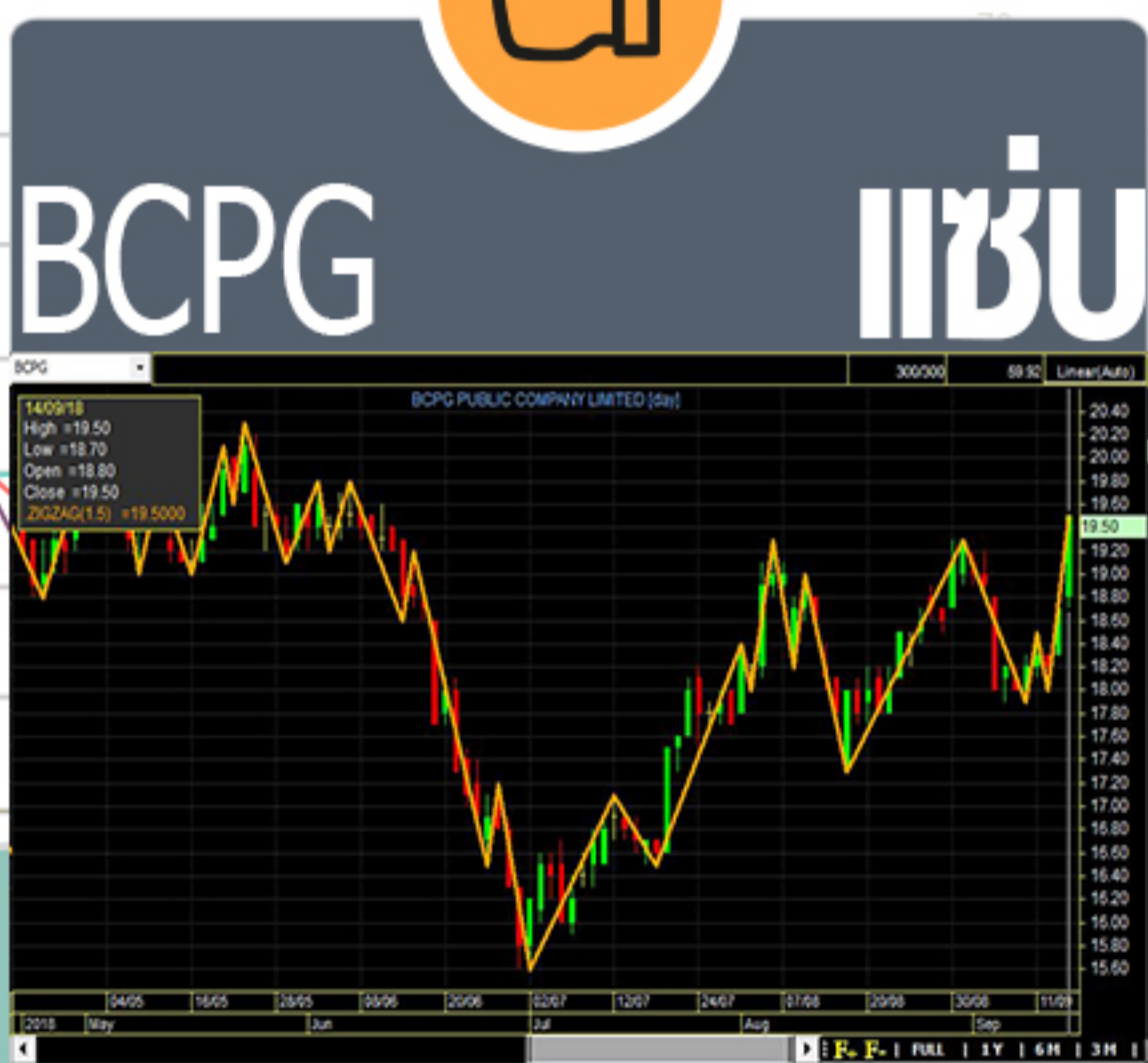 BCPG แซ่บ
BCPG 300/300 59.92 Linear(Auto)
BCPG PUBLIC COMPANY LIMITED [day]
14/09/18
High =19.50
Low =18.70
Open =18.80
Close =19.50
ZIGZAG(1.5) =19.5000
20.40
20.20
20.00
19.80
19.60
19.50
19.20
19.00
18.80
18.60
18.40
18.20
18.00
17.80
17.60
17.40
17.20
17.00
16.80
16.60
16.40
16.20
16.00
15.80
15.60
04/05 16/05 28/05 08/06 20/06 02/07 12/07 24/07 07/08 20/08 30/08 11/09
2018 May Jun Jul Aug Sep
F+ F- | FULL | 1Y | 6M | 3M |